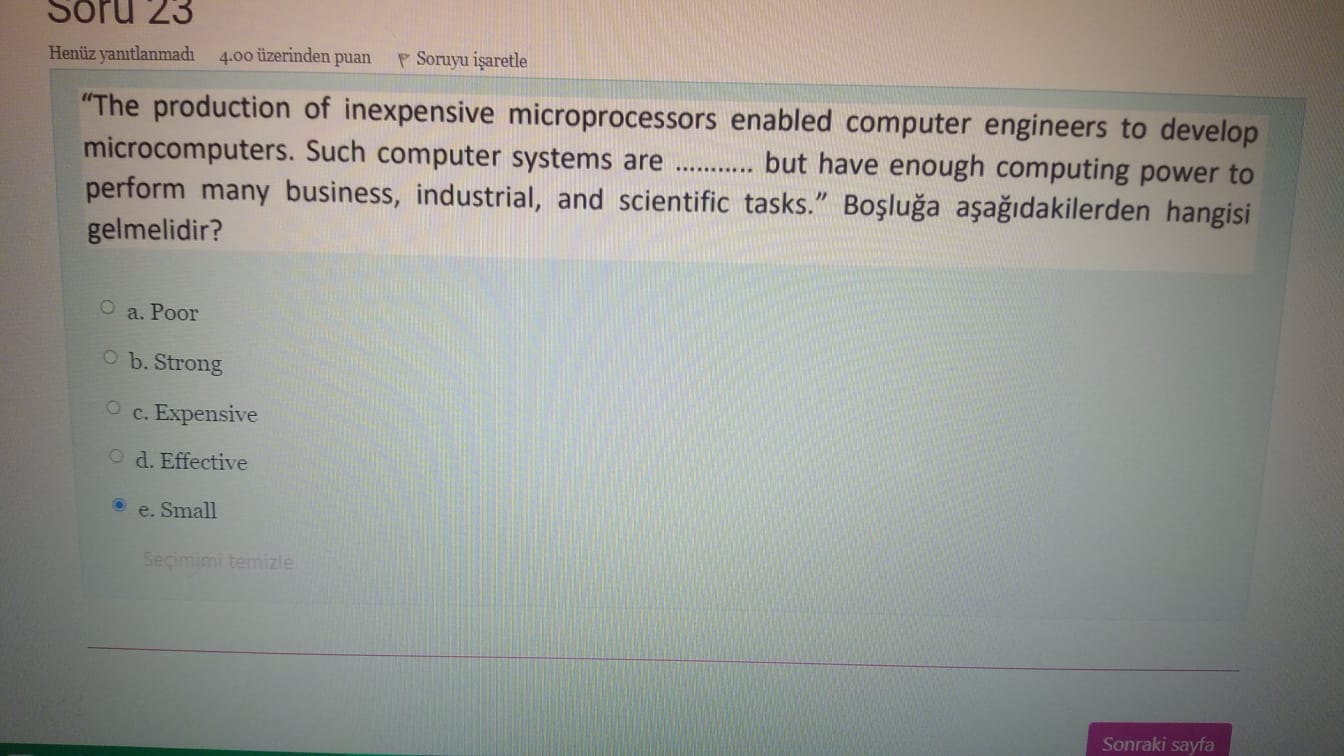 Soru 23
Henüz yanıtlanmadı 4.00 üzerinden puan Soruyu işaretle
“The production of inexpensive microprocessors enabled computer engineers to develop
microcomputers. Such computer systems are ........... but have enough computing power to
perform many business, industrial, and scientific tasks.” Boşluğa aşağıdakilerden hangisi
gelmelidir?
a. Poor
b. Strong
c. Expensive
d. Effective
e. Small
Seçimimi temizle
Sonraki sayfa